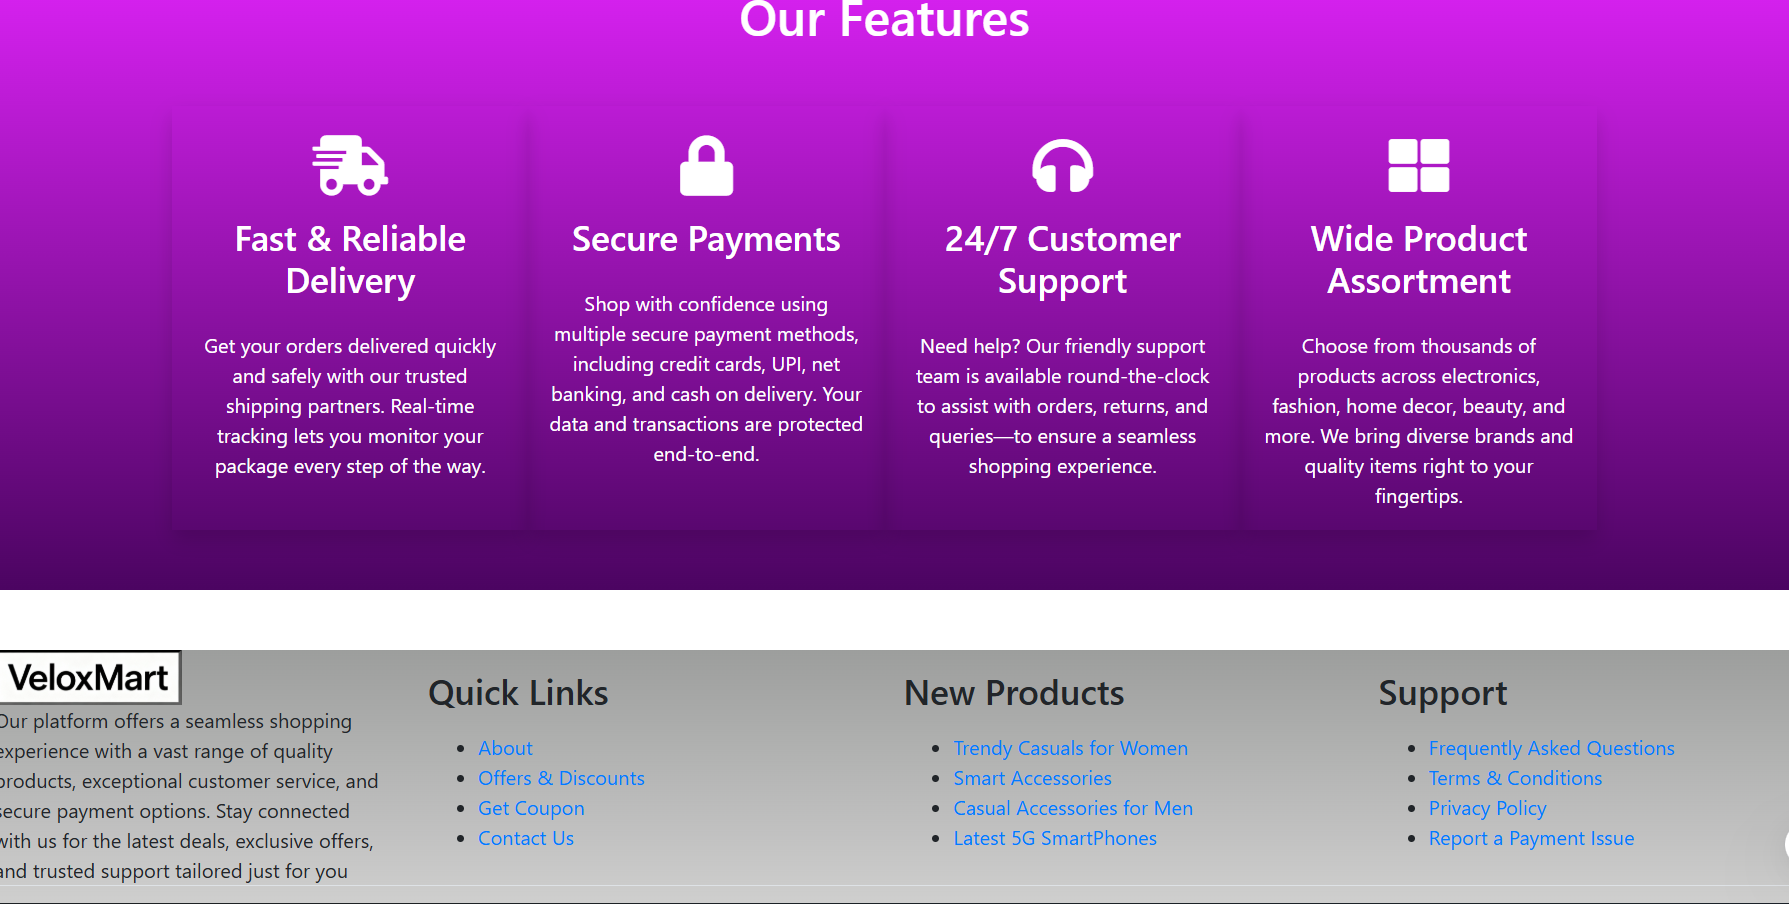 Our Features
Fast & Reliable
Delivery
Get your orders delivered quickly
and safely with our trusted
shipping partners. Real-time
tracking lets you monitor your
package every step of the way.
Secure Payments
Shop with confidence using
multiple secure payment methods,
including credit cards, UPI, net
banking, and cash on delivery. Your
data and transactions are protected
end-to-end.
24/7 Customer
Support
Need help? Our friendly support
team is available round-the-clock
to assist with orders, returns, and
queries—to ensure a seamless
shopping experience.
Wide Product
Assortment
Choose from thousands of
products across electronics,
fashion, home decor, beauty, and
more. We bring diverse brands and
quality items right to your
fingertips.
VeloxMart
Our platform offers a seamless shopping
experience with a vast range of quality
products, exceptional customer service, and
secure payment options. Stay connected
with us for the latest deals, exclusive offers,
and trusted support tailored just for you
Quick Links
About
Offers & Discounts
Get Coupon
Contact Us
New Products
Trendy Casuals for Women
Smart Accessories
Casual Accessories for Men
Latest 5G SmartPhones
Support
Frequently Asked Questions
Terms & Conditions
Privacy Policy
Report a Payment Issue